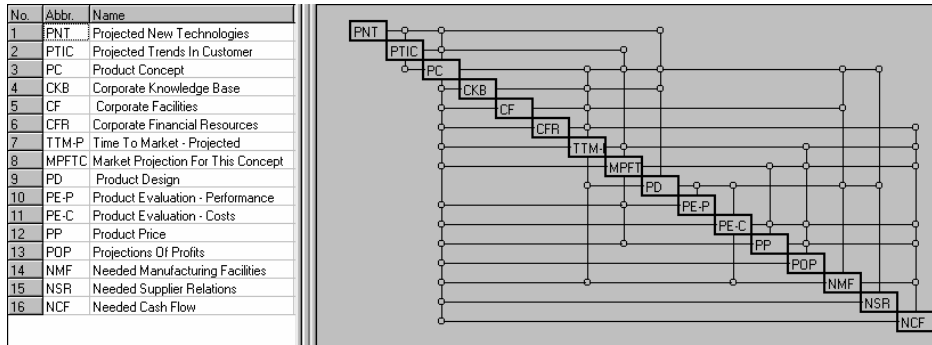 No. Abbr. Name
1 PNT Projected New Technologies
2 PTIC Projected Trends In Customer
3 PC Product Concept
4 CKB Corporate Knowledge Base
5 CF Corporate Facilities
6 CFR Corporate Financial Resources
7 TTM-P Time To Market - Projected
8 MPFTC Market Projection For This Concept
9 PD Product Design
10 PE-P Product Evaluation - Performance
11 PE-C Product Evaluation - Costs
12 PP Product Price
13 POP Projections Of Profits
14 NMF Needed Manufacturing Facilities
15 NSR Needed Supplier Relations
16 NCF Needed Cash Flow
PNT
PTIC
PC
CKB
CF
CFR
TTM-
MPFT
PD
PE-P
PE-C
PP
POP
NMF
NSR
NCF